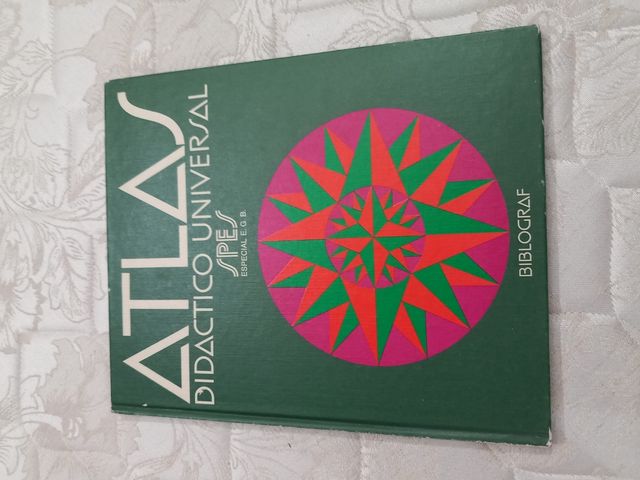 ATLAS
DIDACTICO UNIVERSAL
SPES
ESPECIAL E. G. B.
BIBLOGRAF